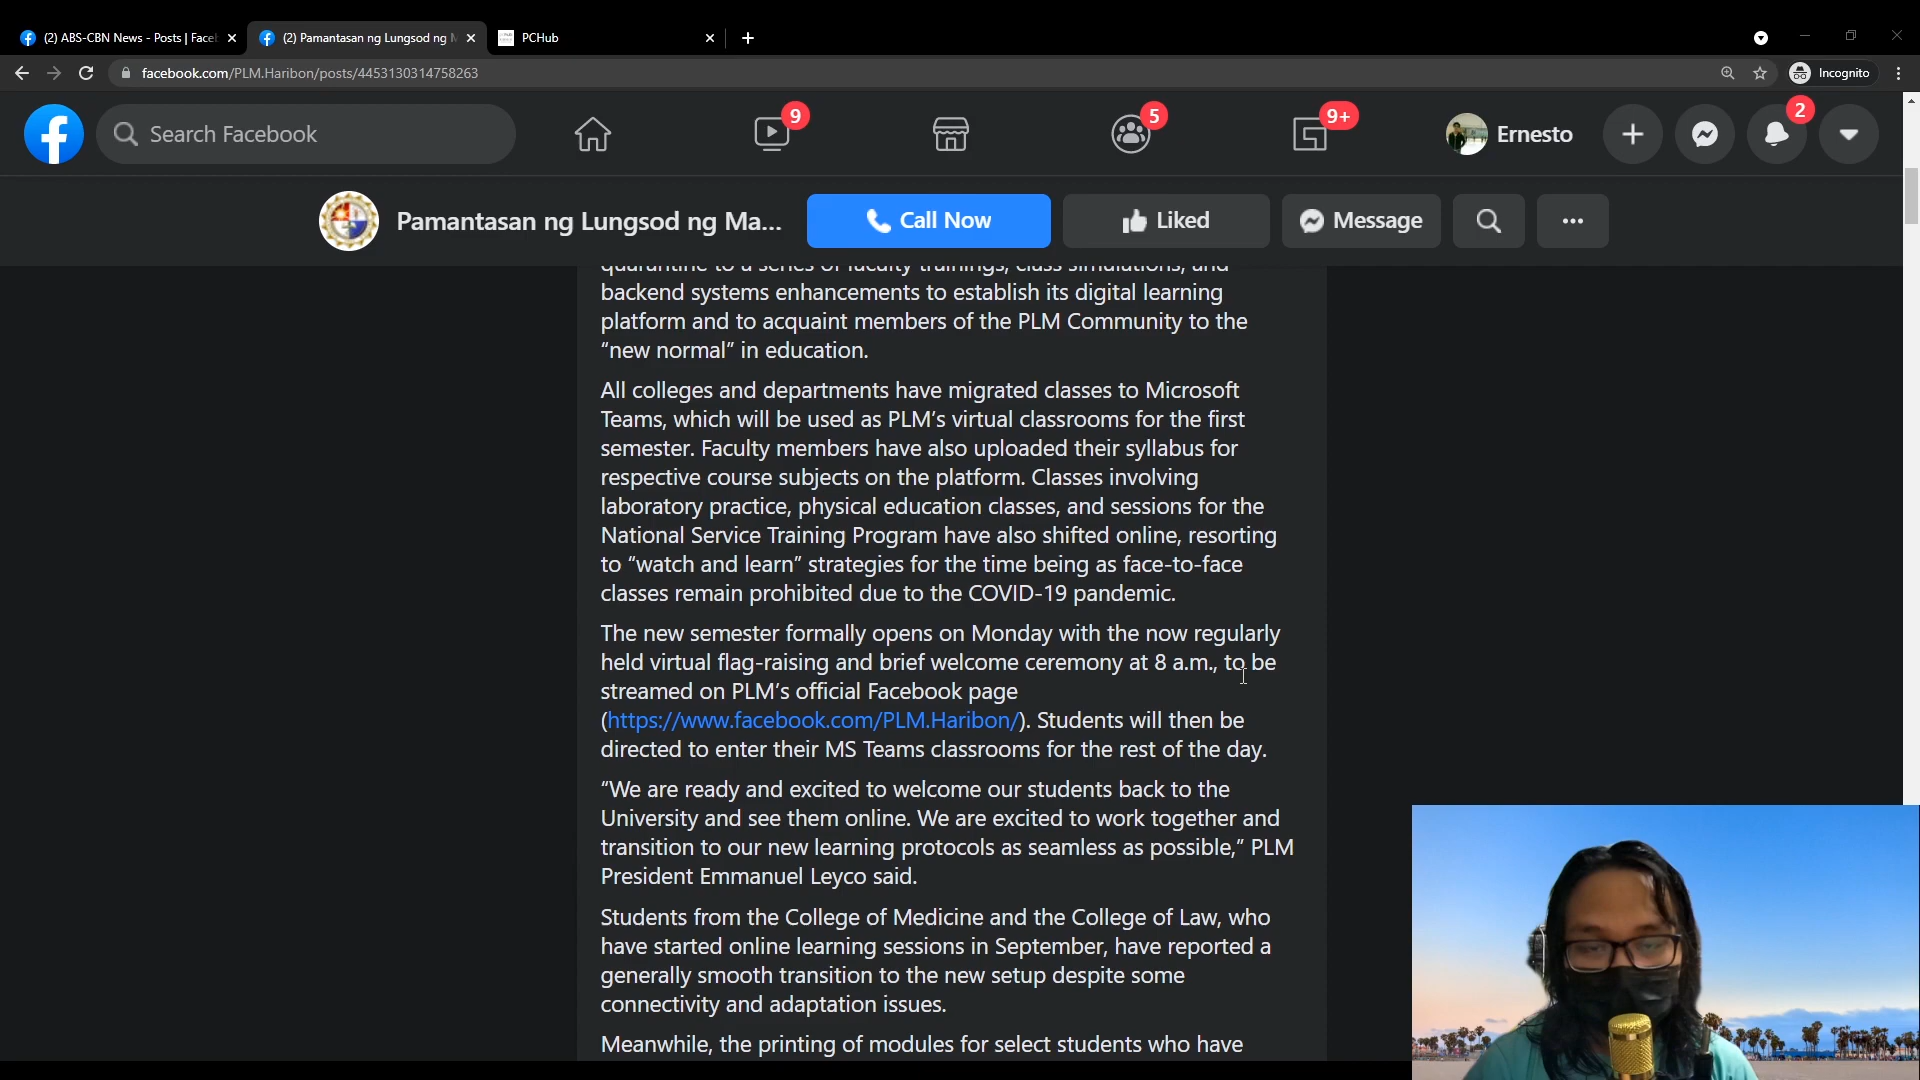 (2) ABS-CBN News - Posts | Face
(2) Pamantasan ng Lungsod ng M
PCHub
facebook.com/PLM.Haribon/posts/4453130314758263
Incognito
Search Facebook
9
5
9+
Ernesto
2
Pamantasan ng Lungsod ng Ma...
Call Now
Liked
Message
quarantine to a series of faculty trainings, class simulations, and
backend systems enhancements to establish its digital learning
platform and to acquaint members of the PLM Community to the
“new normal” in education.
All colleges and departments have migrated classes to Microsoft
Teams, which will be used as PLM’s virtual classrooms for the first
semester. Faculty members have also uploaded their syllabus for
respective course subjects on the platform. Classes involving
laboratory practice, physical education classes, and sessions for the
National Service Training Program have also shifted online, resorting
to “watch and learn” strategies for the time being as face-to-face
classes remain prohibited due to the COVID-19 pandemic.
The new semester formally opens on Monday with the now regularly
held virtual flag-raising and brief welcome ceremony at 8 a.m., to be
streamed on PLM’s official Facebook page
(https://www.facebook.com/PLM.Haribon/). Students will then be
directed to enter their MS Teams classrooms for the rest of the day.
“We are ready and excited to welcome our students back to the
University and see them online. We are excited to work together and
transition to our new learning protocols as seamless as possible,” PLM
President Emmanuel Leyco said.
Students from the College of Medicine and the College of Law, who
have started online learning sessions in September, have reported a
generally smooth transition to the new setup despite some
connectivity and adaptation issues.
Meanwhile, the printing of modules for select students who have